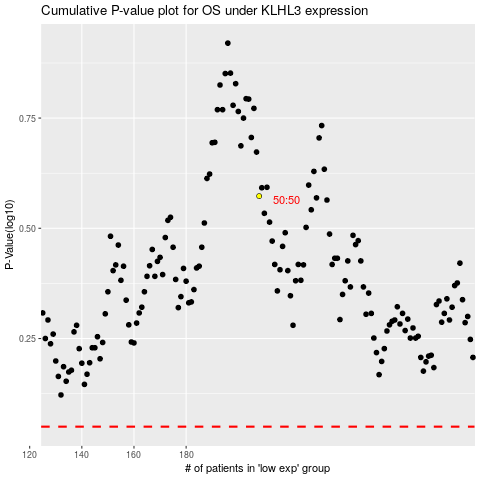 Cumulative P-value plot for OS under KLHL3 expression
P-Value(log10)
0.75
0.50
0.25
50:50
120 140 160 180
# of patients in 'low exp' group